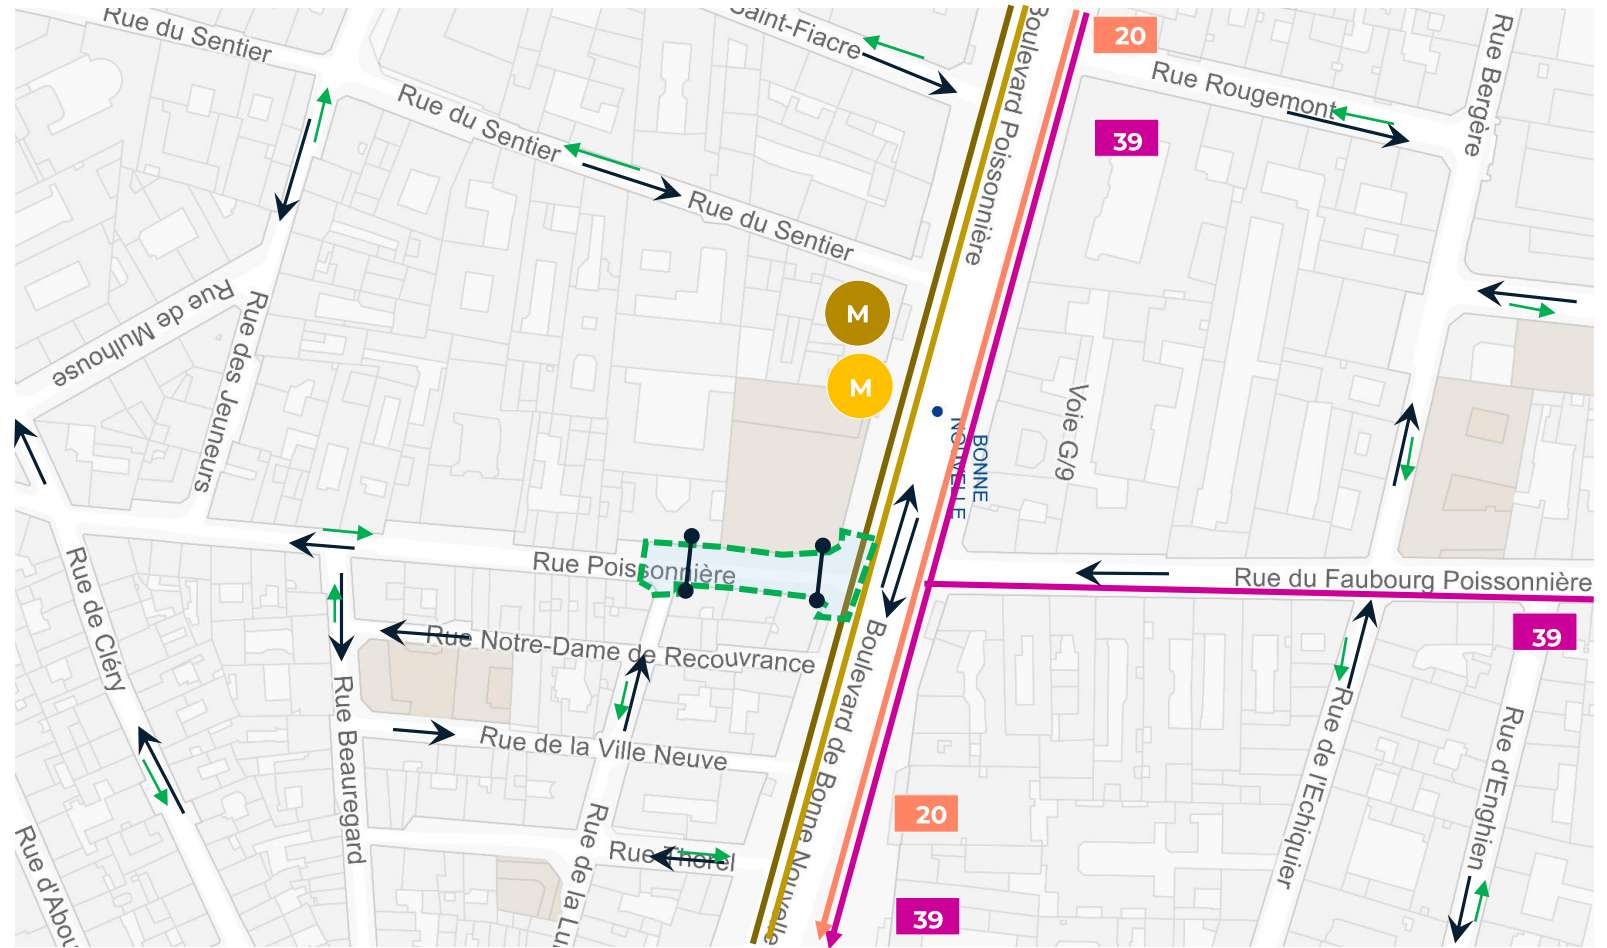 Rue du Sentier
Saint-Fiacre
Boulevard Poissonnière
20
Rue Rougemont
Rue Bergère
Rue du Sentier
39
Rue du Sentier
Rue de Mulhouse
Rue des Jeuneurs
M
M
Voie G/9
BONNE
NOUVELLE
Rue Poissonnière
Rue du Faubourg Poissonnière
39
Rue de Cléry
Rue Notre-Dame de Recouvrance
Boulevard de Bonne Nouvelle
Rue Beauregard
Rue de la Ville Neuve
Rue de l'Echiquier
Rue d'Enghien
20
Rue de la Lu
Rue Thorel
Rue d'Abou
39